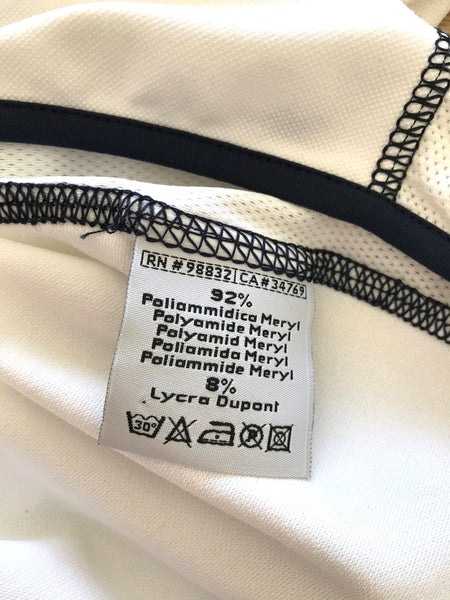 RN #98832 CA#34769
92%
Poliammidica Meryl
Polyamide Meryl
Polyamid Meryl
Poliamida Meryl
Poliammide Meryl
8%
Lycra Dupont
30°